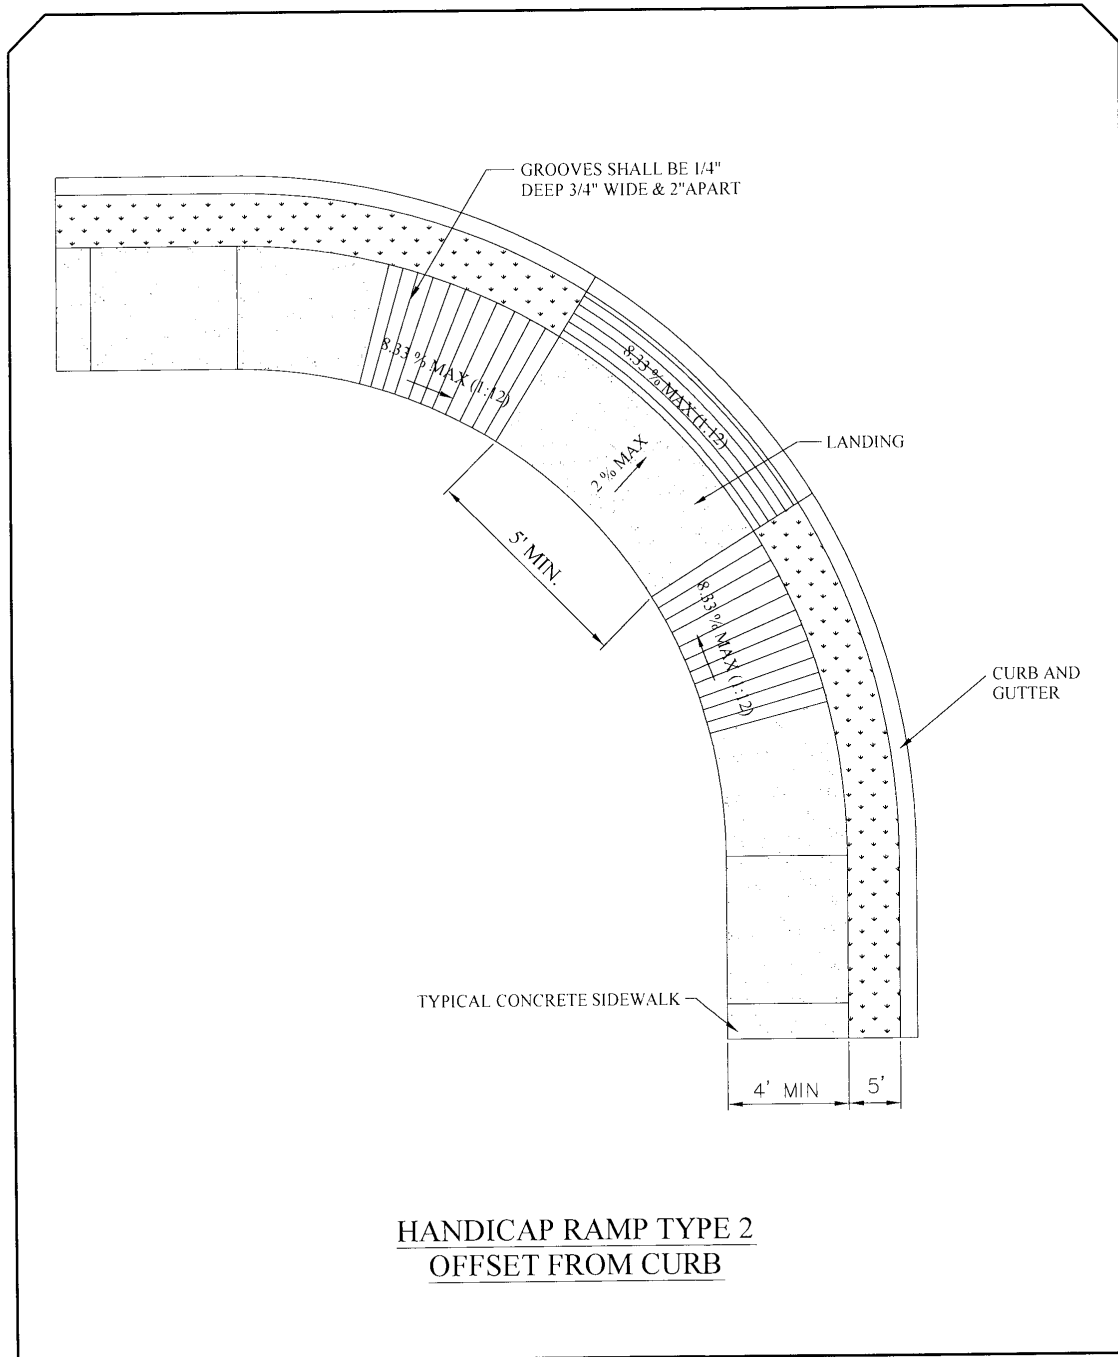 GROOVES SHALL BE 1/4"
DEEP 3/4" WIDE & 2"APART
8.33 % MAX (1:12)
8.33 % MAX (1:12)
LANDING
2 % MAX
5' MIN.
8.33 % MAX (1:12)
CURB AND
GUTTER
TYPICAL CONCRETE SIDEWALK
4' MIN
5'
HANDICAP RAMP TYPE 2
OFFSET FROM CURB